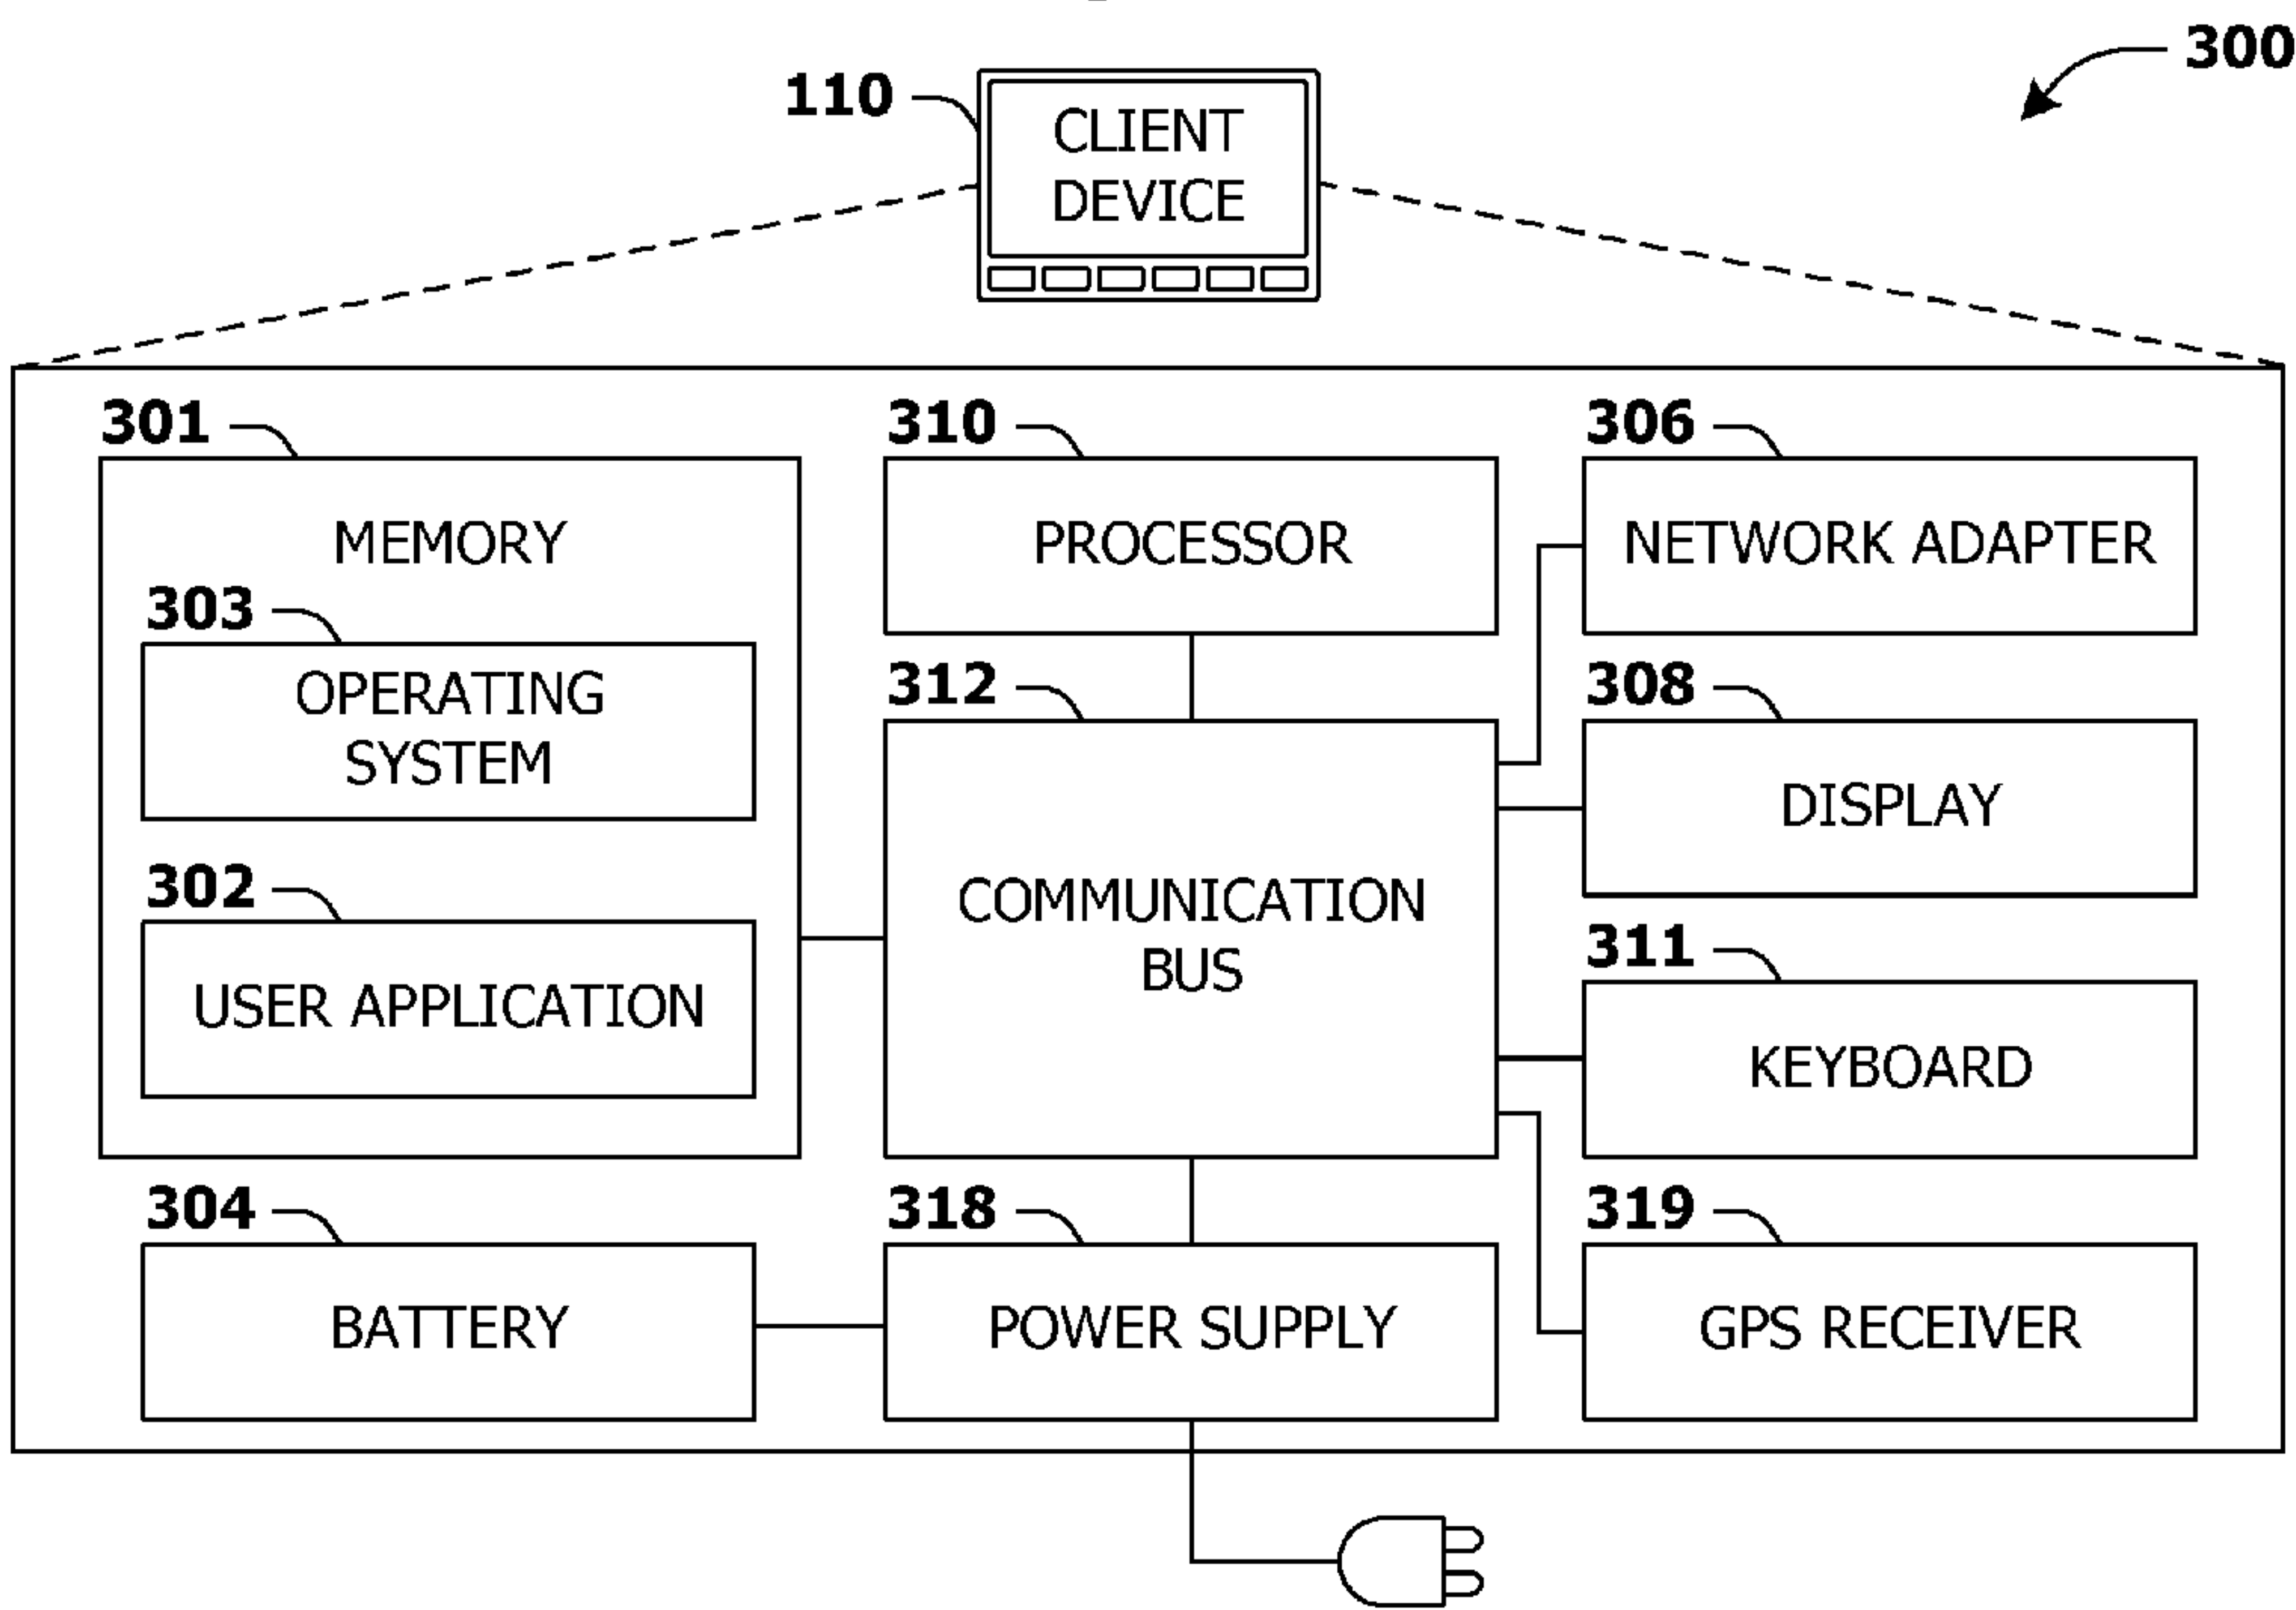 300
110
CLIENT
DEVICE
301
MEMORY
303
OPERATING
SYSTEM
302
USER APPLICATION
304
BATTERY
310
PROCESSOR
312
COMMUNICATION
BUS
318
POWER SUPPLY
306
NETWORK ADAPTER
308
DISPLAY
311
KEYBOARD
319
GPS RECEIVER